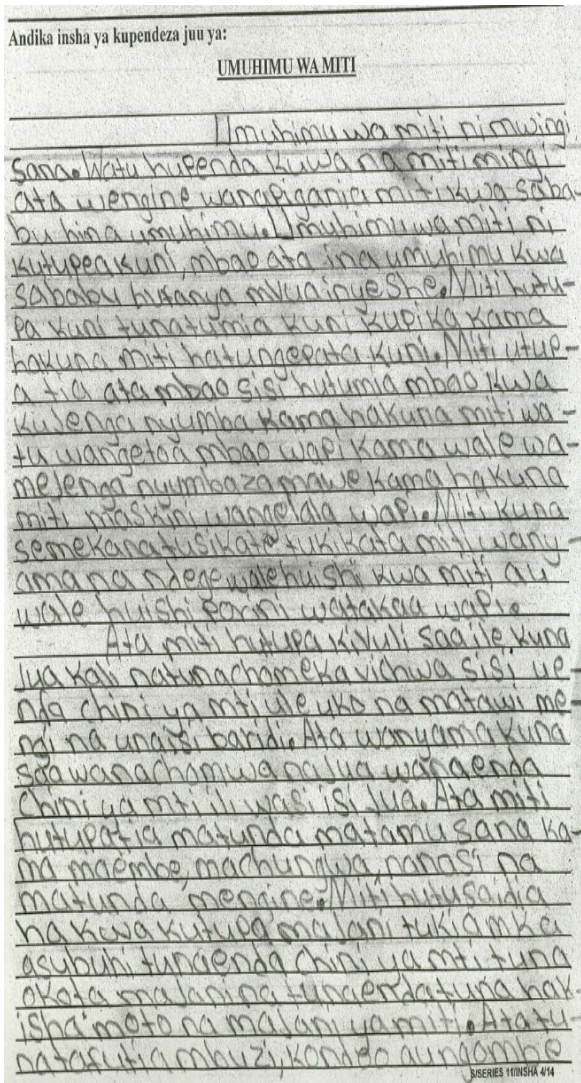 Andika insha ya kupendeza juu ya:
UMUHIMU WA MITI
Umuhimu wa miti ni mwingi
sana. Watu hupenda kuwa na miti mingi
ata wengine wanapigania miti kwa saba-
bu hina umuhimu. Umuhimu wa miti ni
kutupea kuni, mbao ata ina umuhimu kwa
sababu hufanya mvua inyeshe. Miti hutu-
pa kuni tunatumia kuni kupika kama
hakuna miti hatungepata kuni. Miti utup-
a tia ata mbao sisi hutumia mbao kwa
kujenga nyumba kama hakuna miti wa-
tu wangetoa mbao wapi kama wale wa-
mejenga nyumba za mawe kama hakuna
miti maskini wangelala wapi. Miti kuna
semekana tusikate tukikata miti wany-
ama na ndege wale huishi kwa miti au
wale huishi porini watakaa wapi.
Ata miti hutupa kivuli saa ile kuna
jua kali natunachomeka vichwa sisi ue-
nda chini ya mti ule uko na matawi me-
ngi na unatoi baridi. Ata wanyama kuna
saa wanachomwa na jua wanaenda
chini ya mti ili wasisi jua. Ata miti
hutupatia matunda matamu sana ka-
ma maembe, machungwa, nanasi na
matunda mengine. Miti hutusaidia
ha kwa kutupa majani tukiamka
asubuhi tunaenda chini ya mti tuna
okota majani na tunaenda tuna hak-
isha moto na majani ya miti. Ata tu-
natafutia mbuzi, kondoo au ngombe
S/SERIES 11/INSHA 4/14